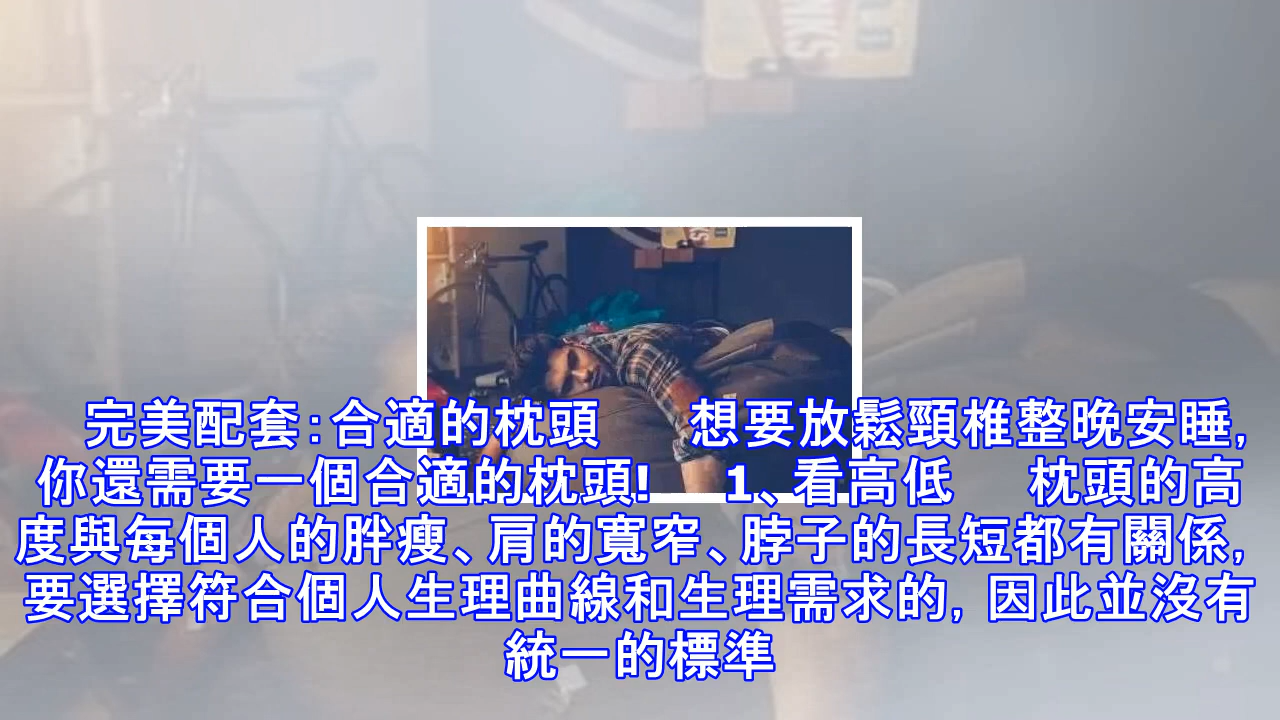 完美配套:合適的枕頭 想要放鬆頸椎整晚安睡,
你還需要一個合適的枕頭! 1、看高低 枕頭的高
度與每個人的胖瘦、肩的寬窄、脖子的長短都有關係,
要選擇符合個人生理曲線和生理需求的, 因此並沒有
統一的標準